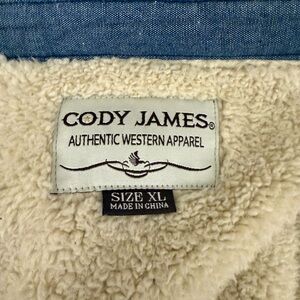 CODY JAMES®
AUTHENTIC WESTERN APPAREL
SIZE XL
MADE IN CHINA